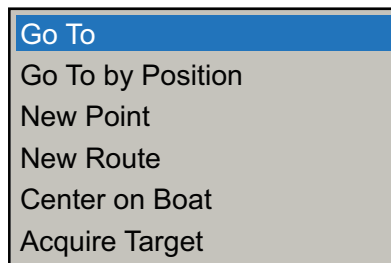 Go To
Go To by Position
New Point
New Route
Center on Boat
Acquire Target